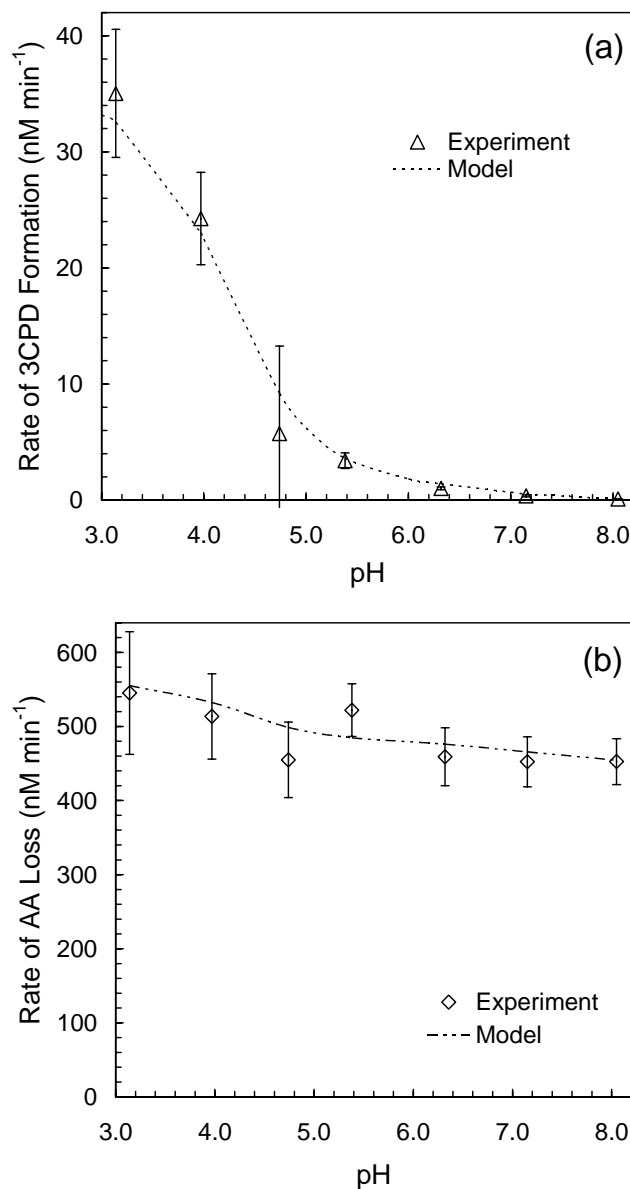 (a)
40
30
20
10
0
Rate of 3CPD Formation (nM min⁻¹)
Experiment
Model
3.0 4.0 5.0 6.0 7.0 8.0
pH
(b)
600
500
400
300
200
100
0
Rate of AA Loss (nM min⁻¹)
Experiment
Model
3.0 4.0 5.0 6.0 7.0 8.0
pH